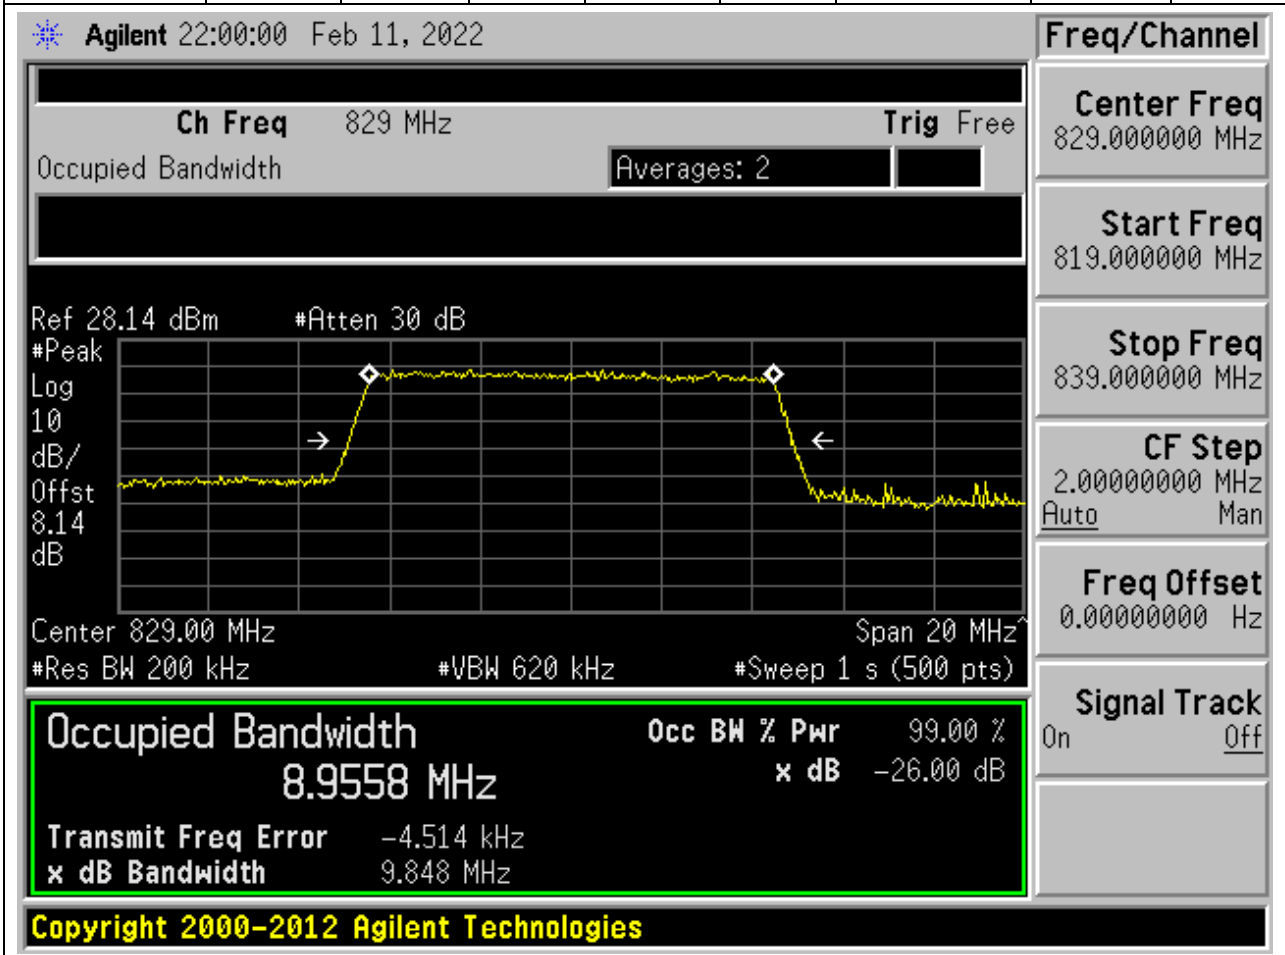 Agilent 22:00:00 Feb 11, 2022
Ch Freq 829 MHz Trig Free
Occupied Bandwidth Averages: 2
Ref 28.14 dBm #Atten 30 dB
#Peak
Log
10
dB/
Offst
8.14
dB
Center 829.00 MHz Span 20 MHz^
#Res BW 200 kHz #VBW 620 kHz #Sweep 1 s (500 pts)
Occupied Bandwidth Occ BW % Pwr 99.00 %
8.9558 MHz x dB -26.00 dB
Transmit Freq Error -4.514 kHz
x dB Bandwidth 9.848 MHz
Copyright 2000-2012 Agilent Technologies
Freq/Channel
Center Freq
829.000000 MHz
Start Freq
819.000000 MHz
Stop Freq
839.000000 MHz
CF Step
2.00000000 MHz
Auto Man
Freq Offset
0.00000000 Hz
Signal Track
On Off